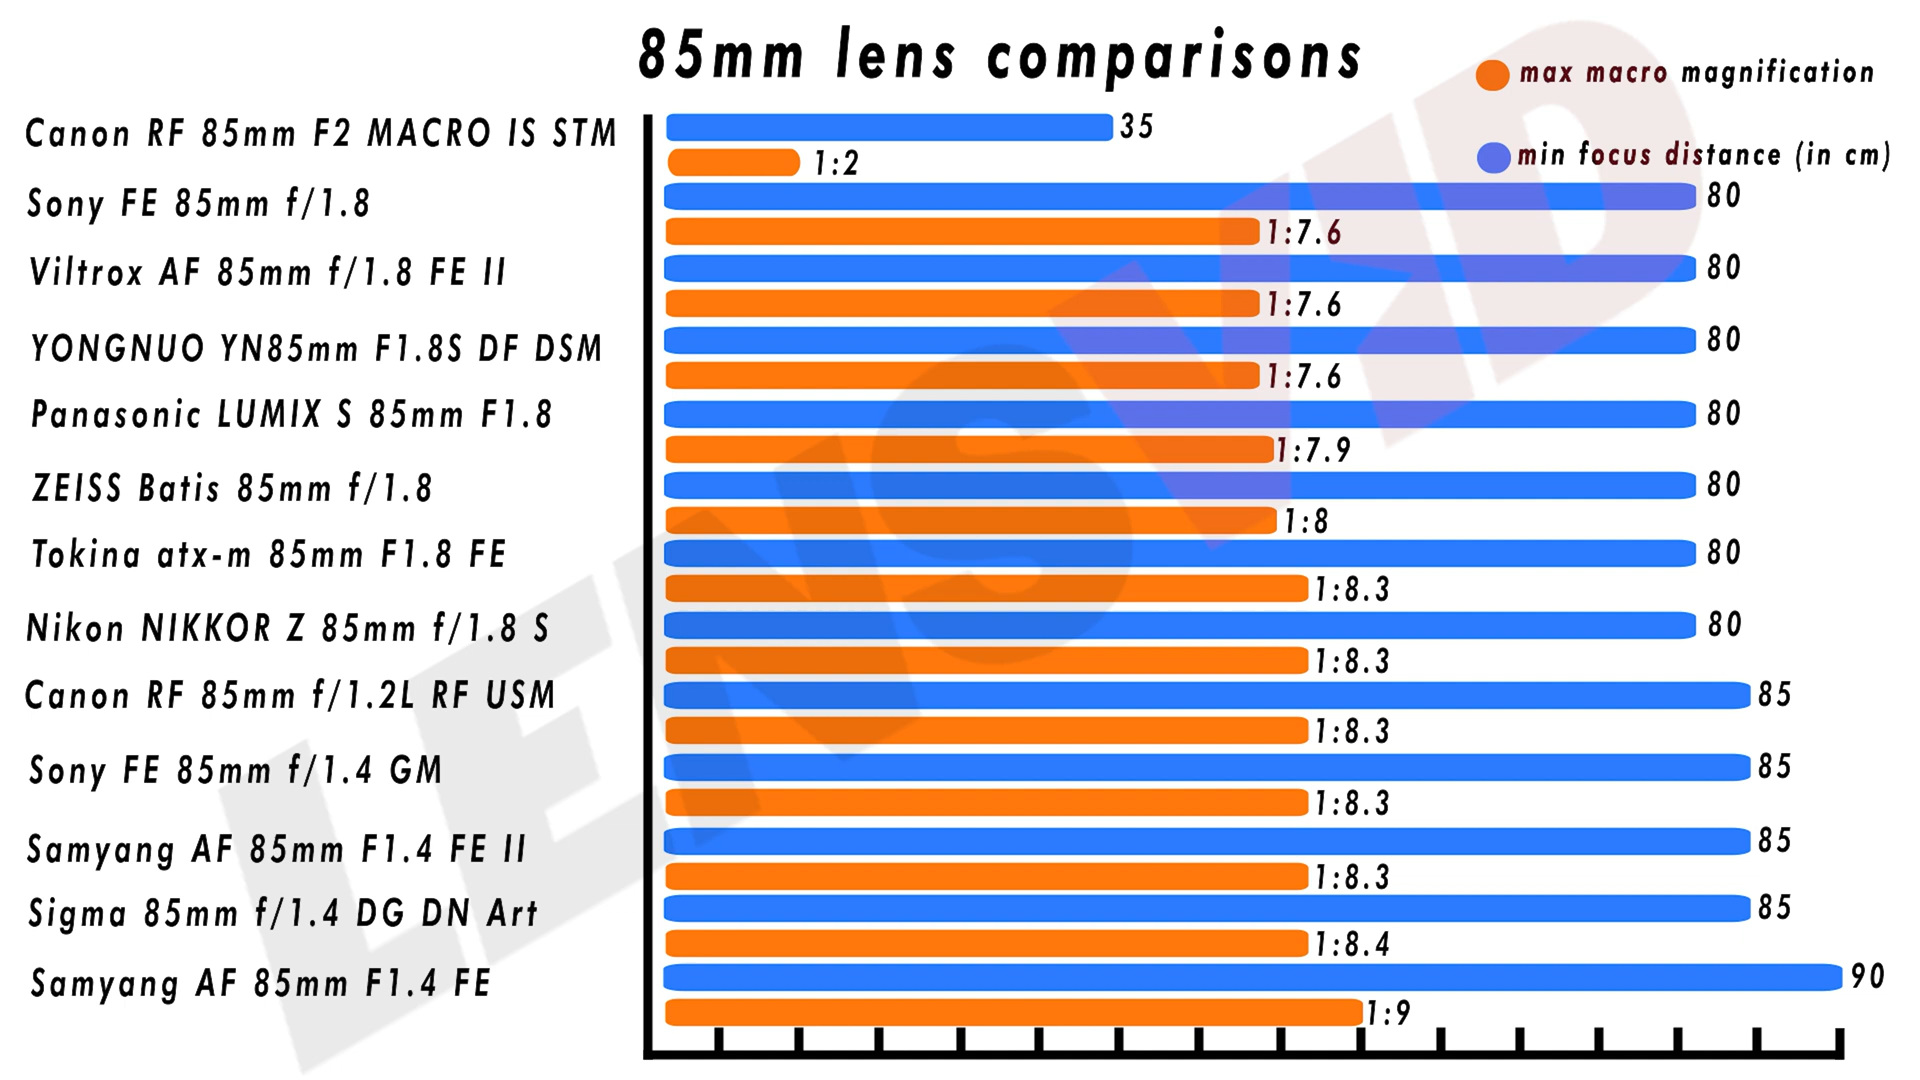 85mm lens comparisons
max macro magnification
min focus distance (in cm)
Canon RF 85mm F2 MACRO IS STM
35
1:2
Sony FE 85mm f/1.8
80
1:7.6
Viltrox AF 85mm f/1.8 FE II
80
1:7.6
YONGNUO YN85mm F1.8S DF DSM
80
1:7.6
Panasonic LUMIX S 85mm F1.8
80
1:7.9
ZEISS Batis 85mm f/1.8
80
1:8
Tokina atx-m 85mm F1.8 FE
80
1:8.3
Nikon NIKKOR Z 85mm f/1.8 S
80
1:8.3
Canon RF 85mm f/1.2L RF USM
85
1:8.3
Sony FE 85mm f/1.4 GM
85
1:8.3
Samyang AF 85mm F1.4 FE II
85
1:8.3
Sigma 85mm f/1.4 DG DN Art
85
1:8.4
Samyang AF 85mm F1.4 FE
90
1:9
LENSVID